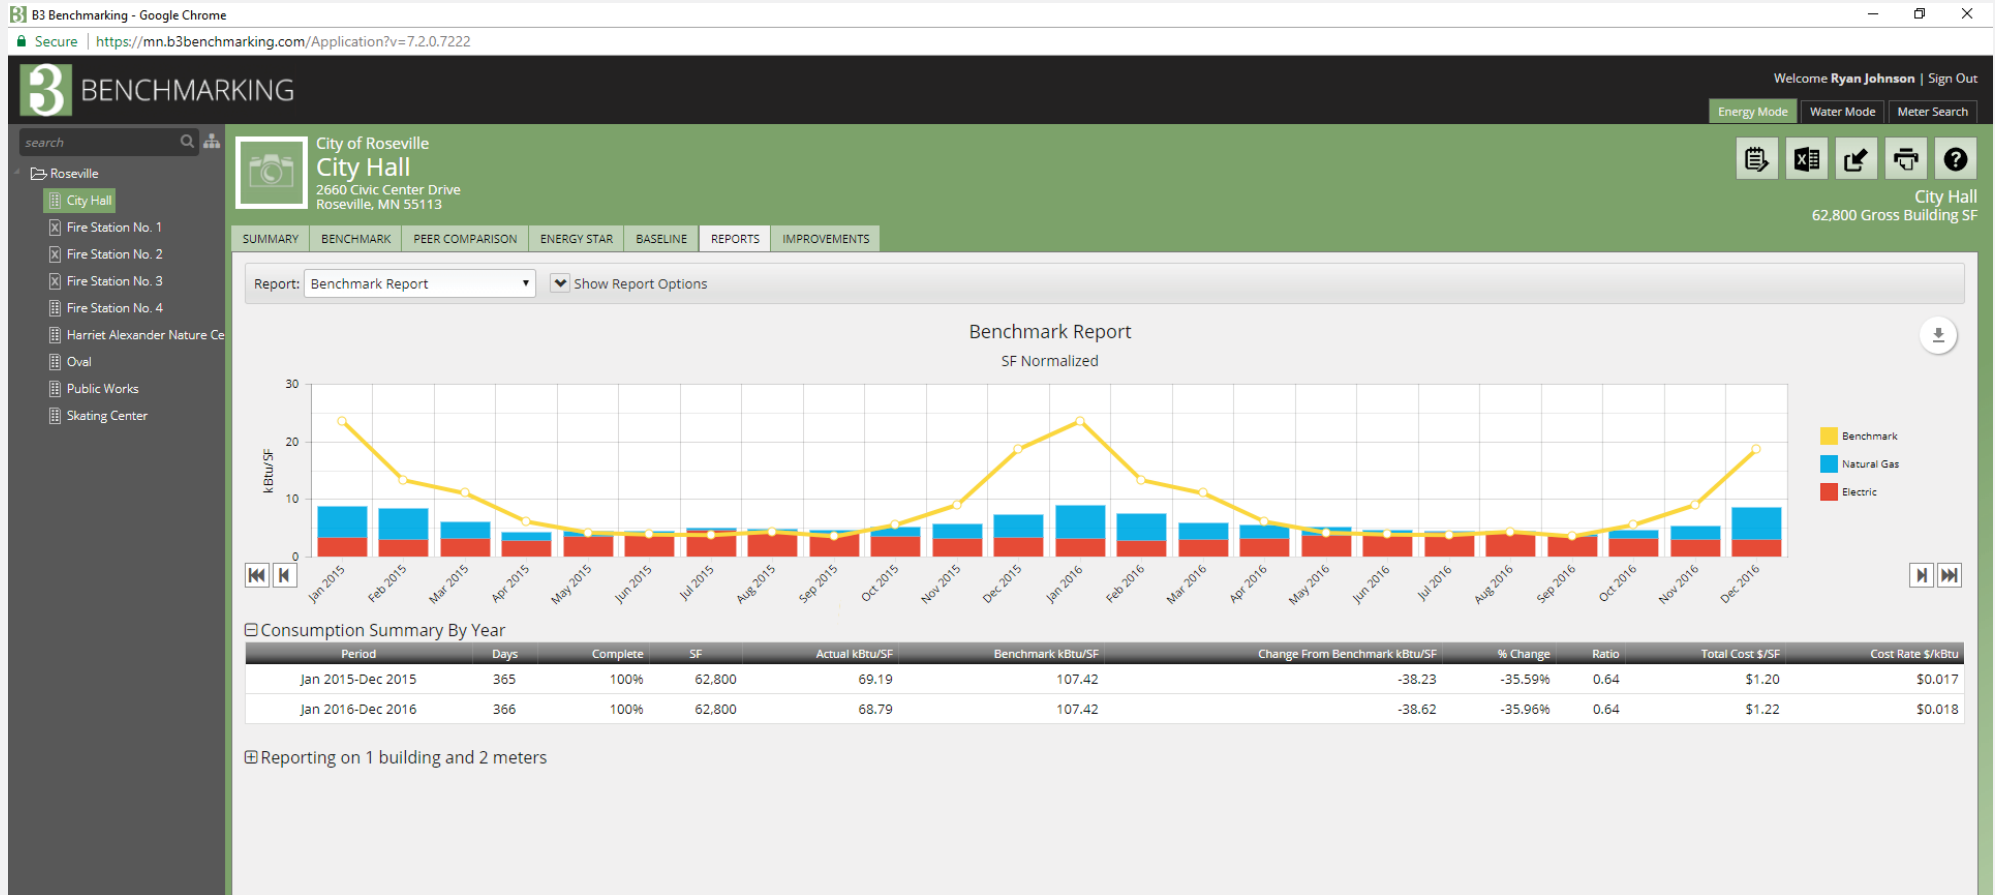 B3 Benchmarking - Google Chrome
Secure | https://mn.b3benchmarking.com/Application?v=7.2.0.7222
B3 BENCHMARKING
Welcome Ryan Johnson | Sign Out
Energy Mode Water Mode Meter Search
search
Roseville
City Hall
Fire Station No. 1
Fire Station No. 2
Fire Station No. 3
Fire Station No. 4
Harriet Alexander Nature Ce
Oval
Public Works
Skating Center
City of Roseville
City Hall
2660 Civic Center Drive
Roseville, MN 55113
City Hall
62,800 Gross Building SF
SUMMARY BENCHMARK PEER COMPARISON ENERGY STAR BASELINE REPORTS IMPROVEMENTS
Report: Benchmark Report Show Report Options
Benchmark Report
SF Normalized
kBtu/SF
30
20
10
0
Jan 2015 Feb 2015 Mar 2015 Apr 2015 May 2015 Jun 2015 Jul 2015 Aug 2015 Sep 2015 Oct 2015 Nov 2015 Dec 2015 Jan 2016 Feb 2016 Mar 2016 Apr 2016 May 2016 Jun 2016 Jul 2016 Aug 2016 Sep 2016 Oct 2016 Nov 2016 Dec 2016
Benchmark
Natural Gas
Electric
Consumption Summary By Year
Period Days Complete SF Actual kBtu/SF Benchmark kBtu/SF Change From Benchmark kBtu/SF % Change Ratio Total Cost $/SF Cost Rate $/kBtu
Jan 2015-Dec 2015 365 100% 62,800 69.19 107.42 -38.23 -35.59% 0.64 $1.20 $0.017
Jan 2016-Dec 2016 366 100% 62,800 68.79 107.42 -38.62 -35.96% 0.64 $1.22 $0.018
Reporting on 1 building and 2 meters